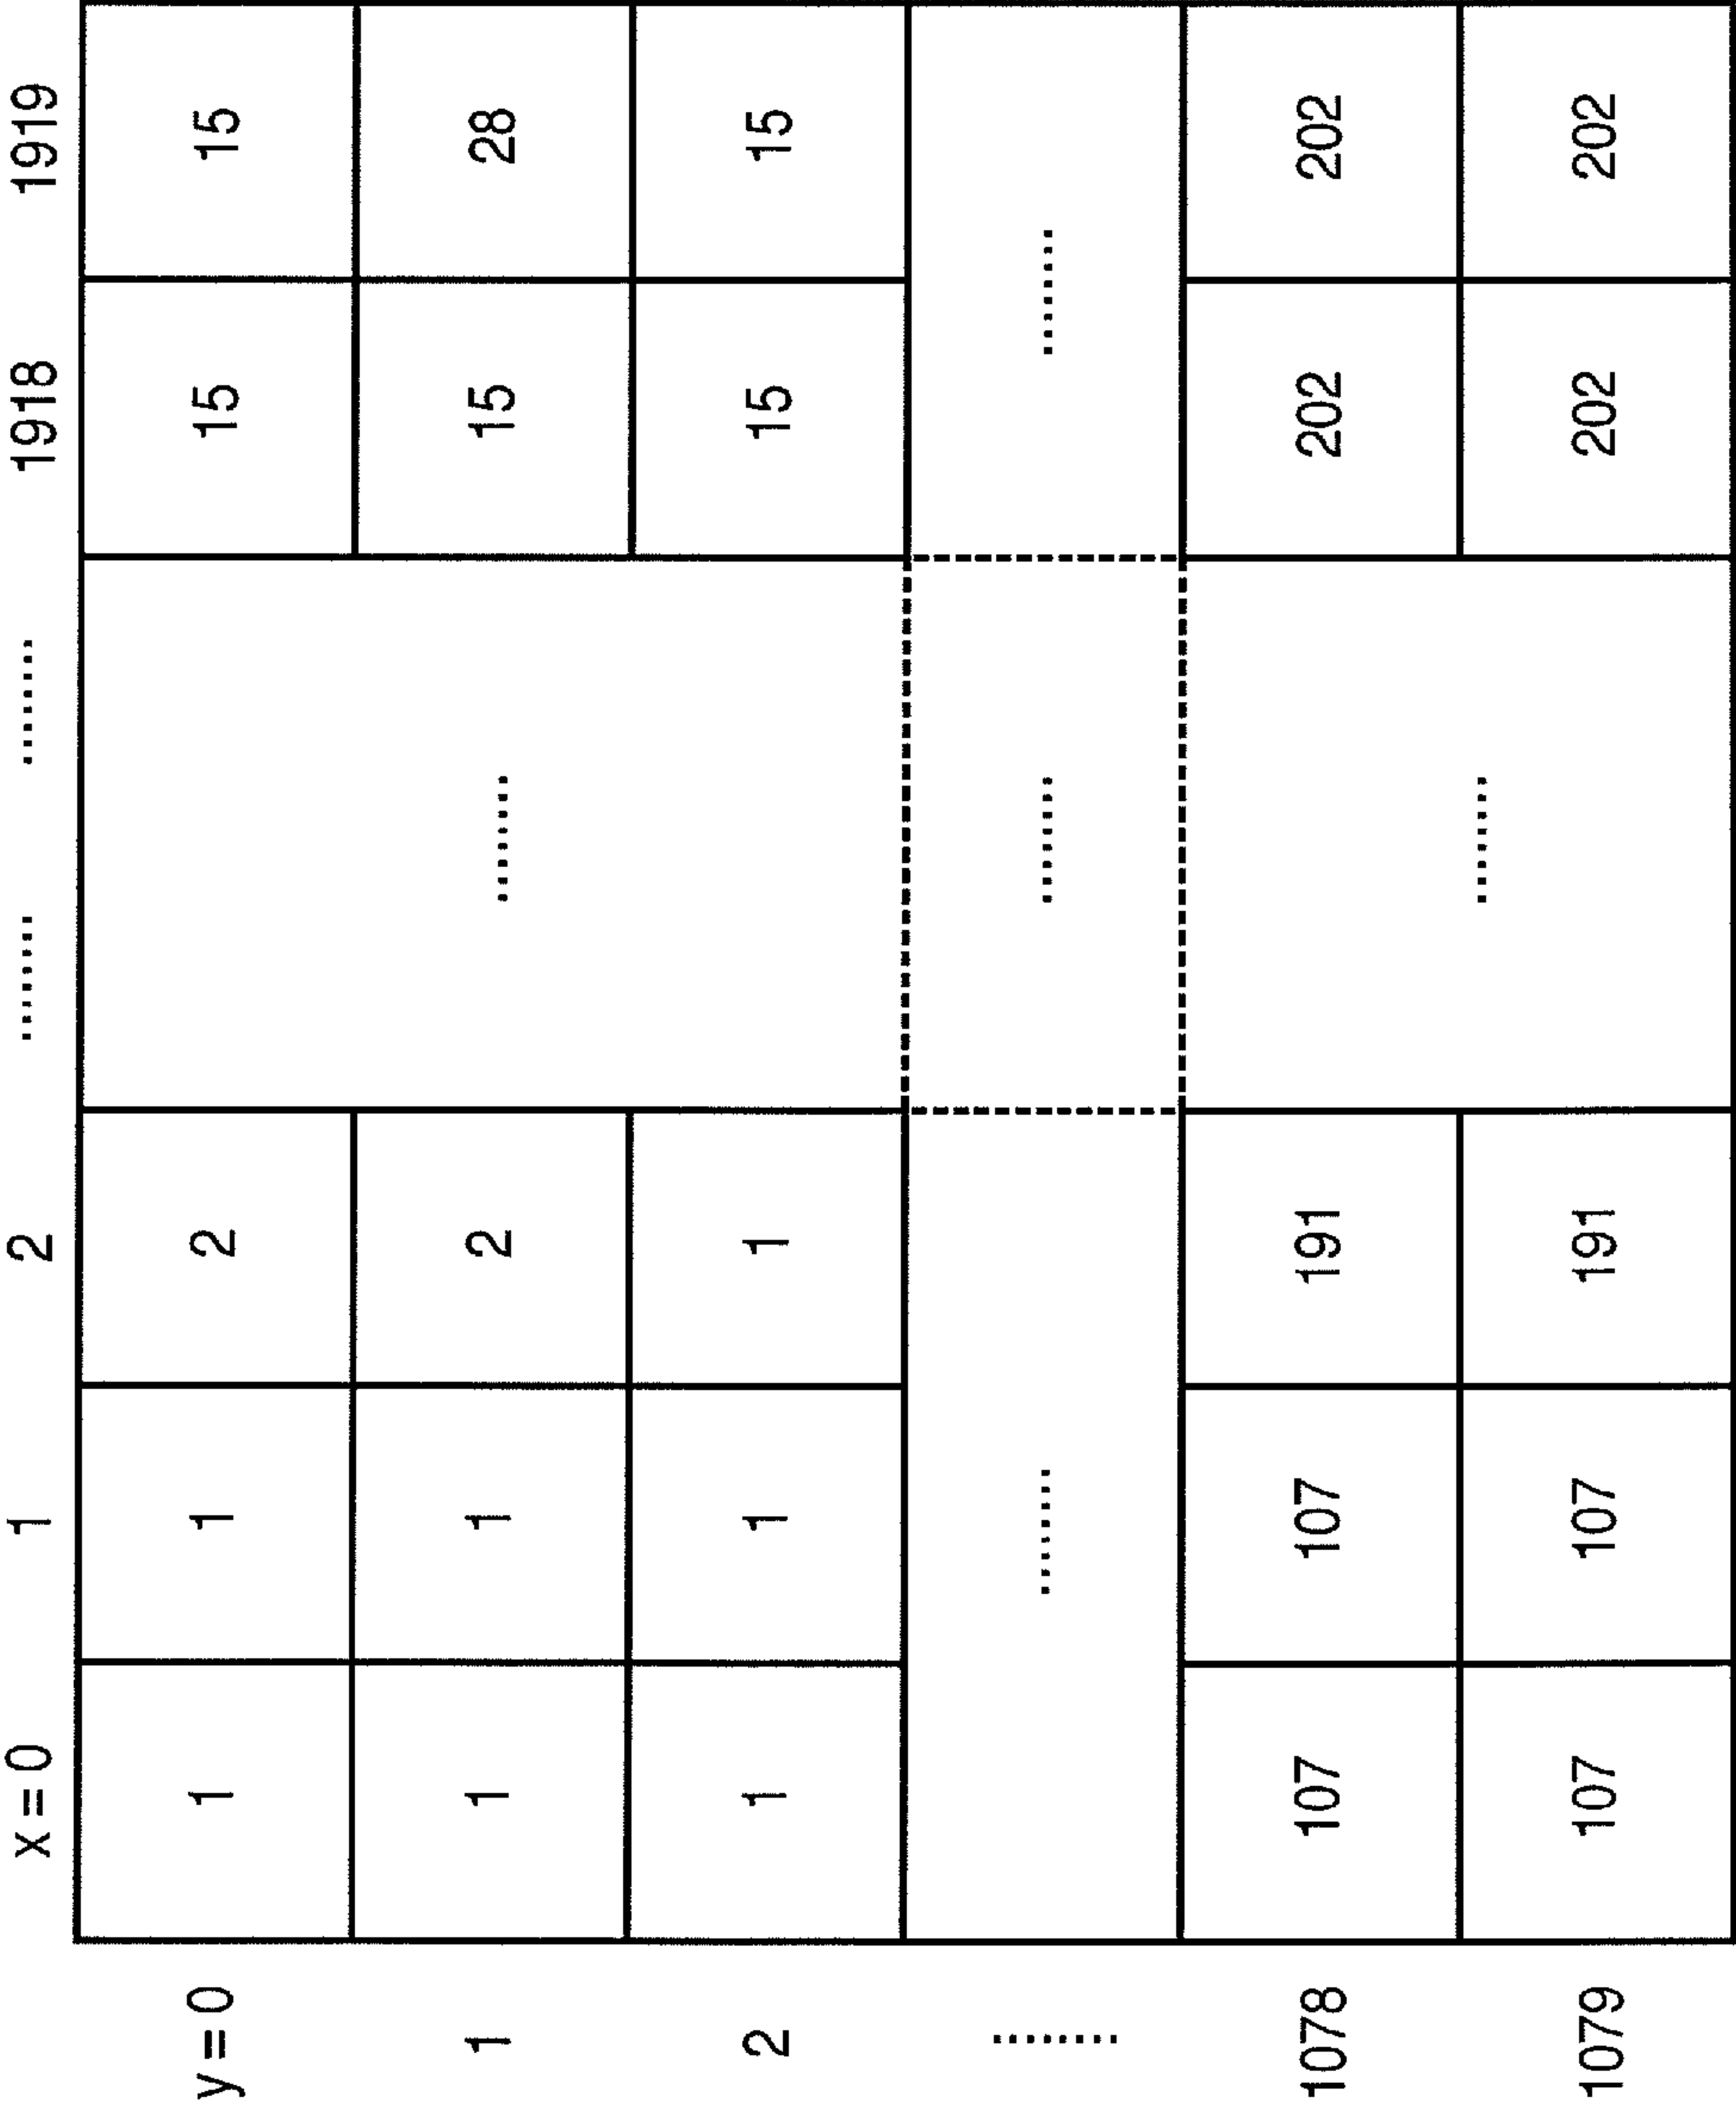 x = 0 1 2 ........ ........ 1918 1919
y = 0 1 1 2 15 15
1 1 1 2 ........ 15 28
2 1 1 1 15 15
........ ........ ........ ........
1078 107 107 191 ........ 202 202
1079 107 107 191 202 202